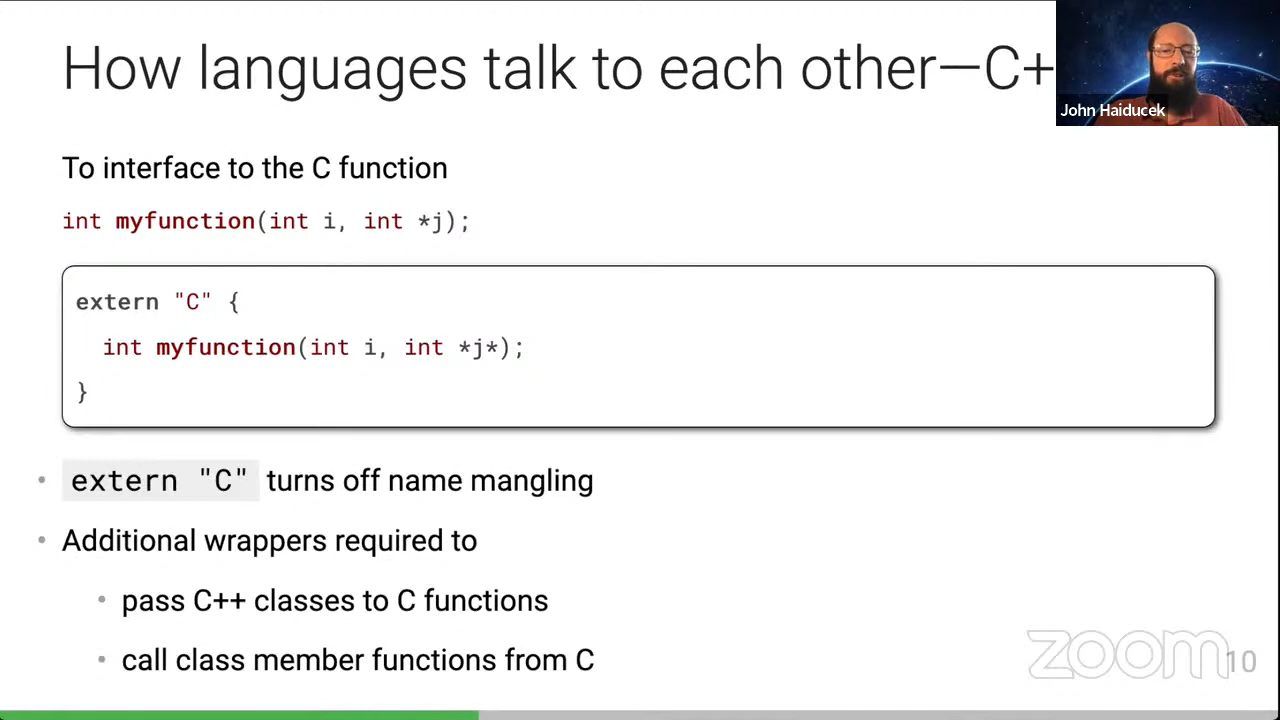 How languages talk to each other—C+
John Haiducek
To interface to the C function
int myfunction(int i, int *j);
extern "C" {
int myfunction(int i, int *j*);
}
• extern "C" turns off name mangling
• Additional wrappers required to
• pass C++ classes to C functions
• call class member functions from C
zoom
10